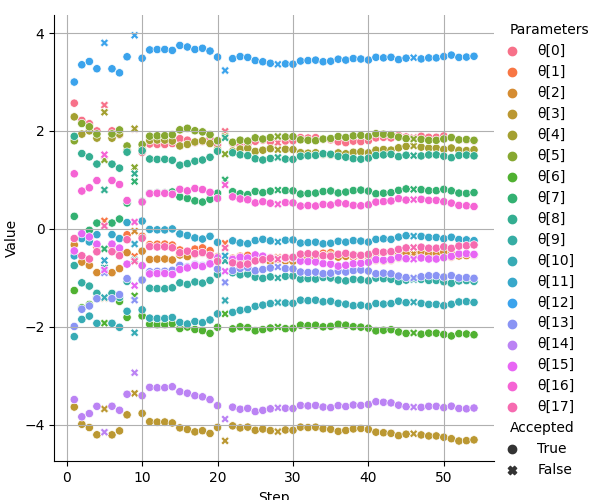 Parameters
θ[0]
θ[1]
θ[2]
θ[3]
θ[4]
θ[5]
θ[6]
θ[7]
θ[8]
θ[9]
θ[10]
θ[11]
θ[12]
θ[13]
θ[14]
θ[15]
θ[16]
θ[17]
Accepted
True
False
Value
4
2
0
−2
−4
0
10
20
30
40
50
Step